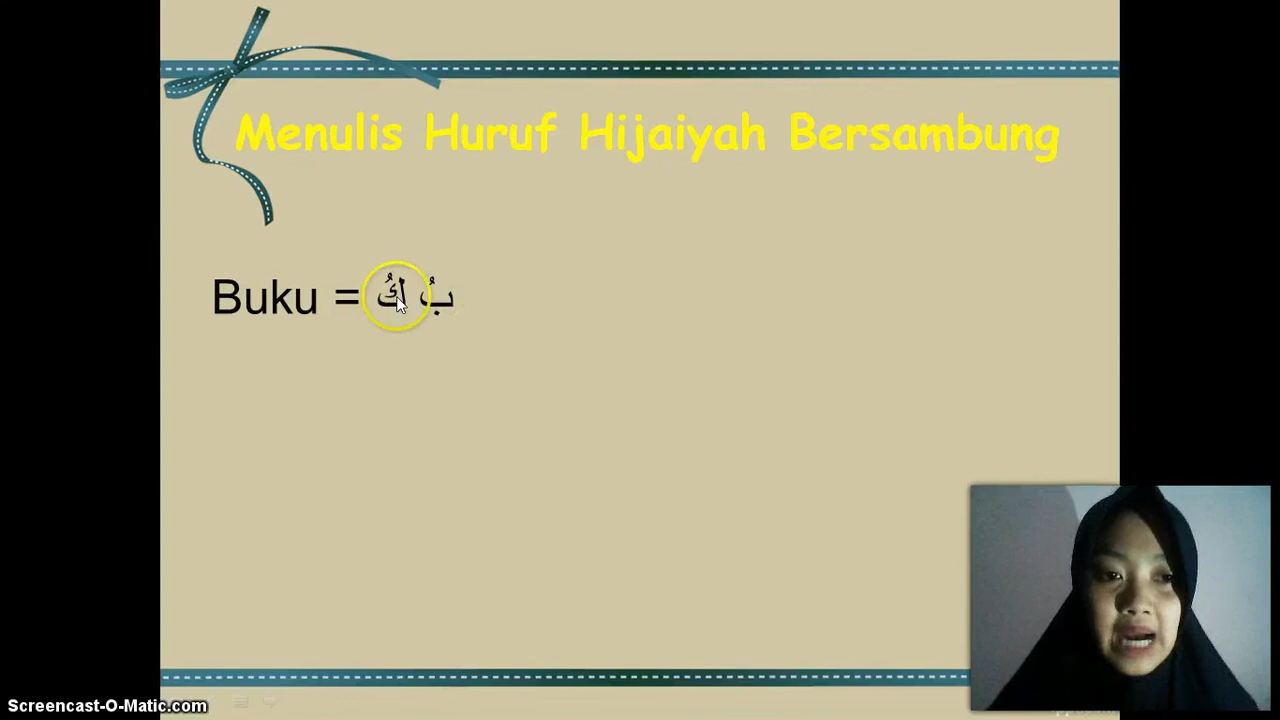 Menulis Huruf Hijaiyah Bersambung
Buku = بُ كُ
Screencast-O-Matic.com